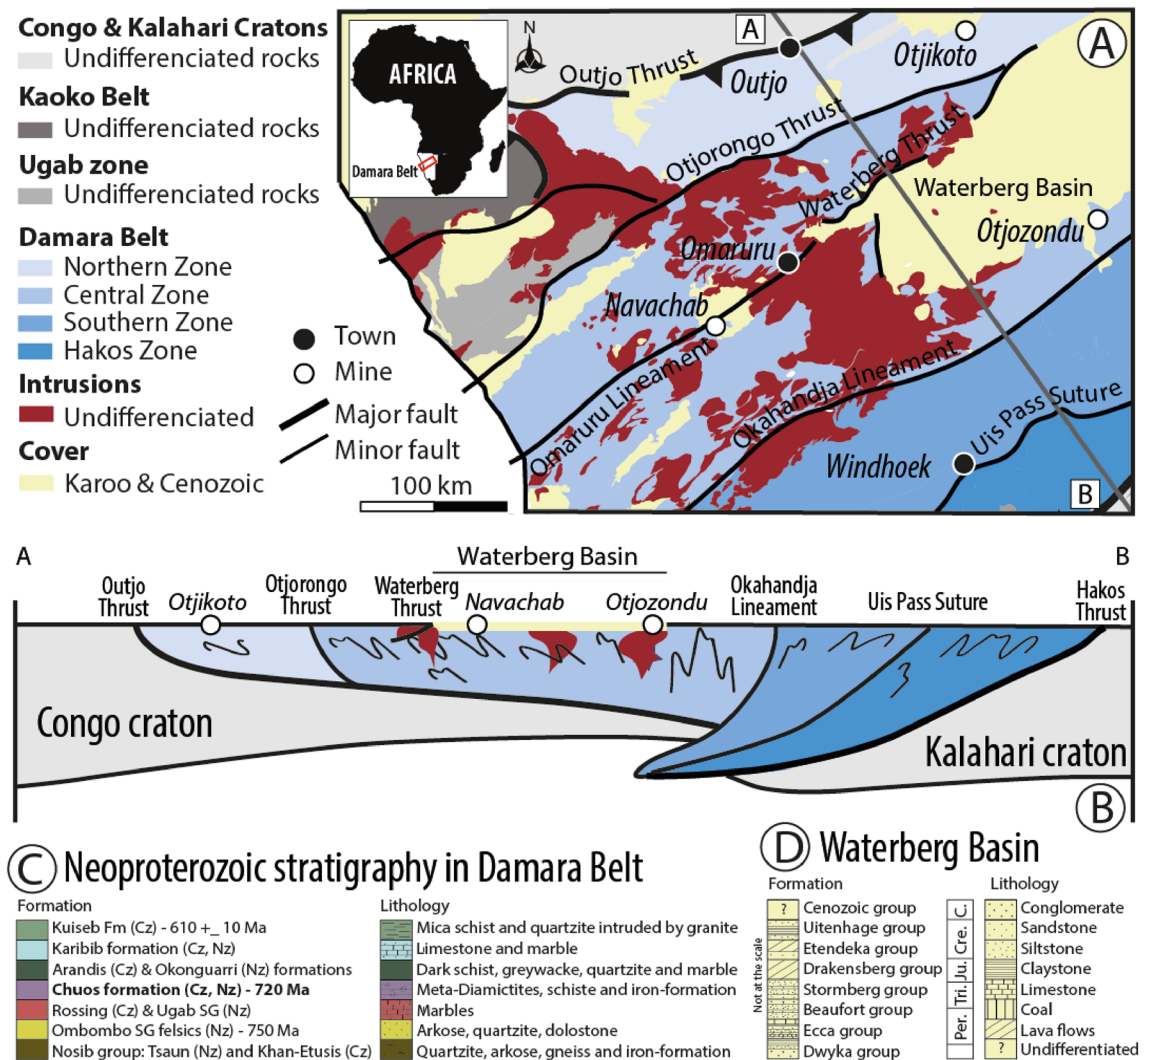 Congo & Kalahari Cratons
Undifferenciated rocks
Kaoko Belt
Undifferenciated rocks
Ugab zone
Undifferenciated rocks
Damara Belt
Northern Zone
Central Zone
Southern Zone
Hakos Zone
Intrusions
Undifferenciated
Cover
Karoo & Cenozoic
Town
Mine
Major fault
Minor fault
100 km
AFRICA
Damara Belt
N
A
A
Outjo Thrust
Outjo
Otjikoto
Otjorongo Thrust
Waterberg Thrust
Waterberg Basin
Otjozondu
Omaruru
Navachab
Omaruru Lineament
Okahandja Lineament
Uis Pass Suture
Windhoek
B
A
Waterberg Basin
B
Outjo
Thrust
Otjikoto
Otjorongo
Thrust
Waterberg
Thrust
Navachab
Otjozondu
Okahandja
Lineament
Uis Pass Suture
Hakos
Thrust
Congo craton
Kalahari craton
B
C Neoproterozoic stratigraphy in Damara Belt
Formation
Kuiseb Fm (Cz) - 610 +_ 10 Ma
Karibib formation (Cz, Nz)
Arandis (Cz) & Okonguarri (Nz) formations
Chuos formation (Cz, Nz) - 720 Ma
Rossing (Cz) & Ugab SG (Nz)
Ombombo SG felsics (Nz) - 750 Ma
Nosib group: Tsaun (Nz) and Khan-Etusis (Cz)
Lithology
Mica schist and quartzite intruded by granite
Limestone and marble
Dark schist, greywacke, quartzite and marble
Meta-Diamictites, schiste and iron-formation
Marbles
Arkose, quartzite, dolostone
Quartzite, arkose, gneiss and iron-formation
D Waterberg Basin
Formation
Not at the scale
? Cenozoic group
Uitenhage group
Etendeka group
Drakensberg group
Stormberg group
Beaufort group
Ecca group
Dwyka group
C.
Cre.
Ju.
Tri.
Per.
Lithology
Conglomerate
Sandstone
Siltstone
Claystone
Limestone
Coal
Lava flows
? Undifferentiated